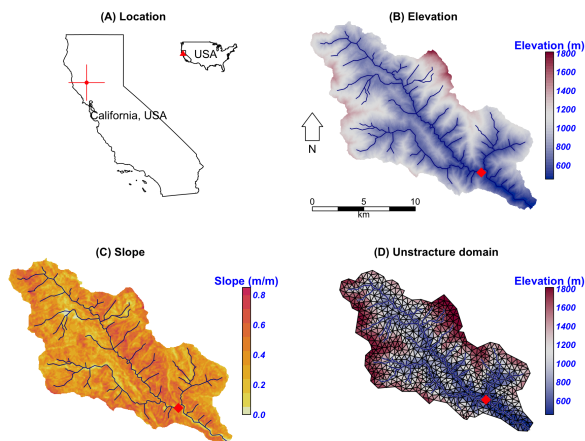 (A) Location
USA
California, USA
(B) Elevation
Elevation (m)
1800
1600
1400
1200
1000
800
600
N
0
5
10
km
(C) Slope
Slope (m/m)
0.8
0.6
0.4
0.2
0.0
(D) Unstracture domain
Elevation (m)
1800
1600
1400
1200
1000
800
600